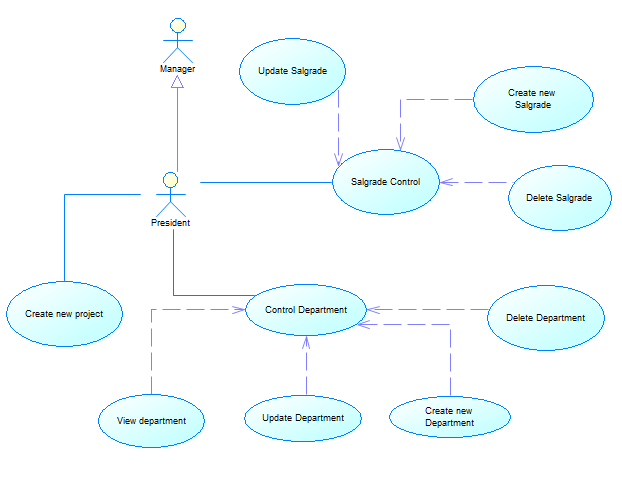 Manager
Update Salgrade
Create new
Salgrade
Salgrade Control
Delete Salgrade
President
Create new project
Control Department
Delete Department
View department
Update Department
Create new
Department